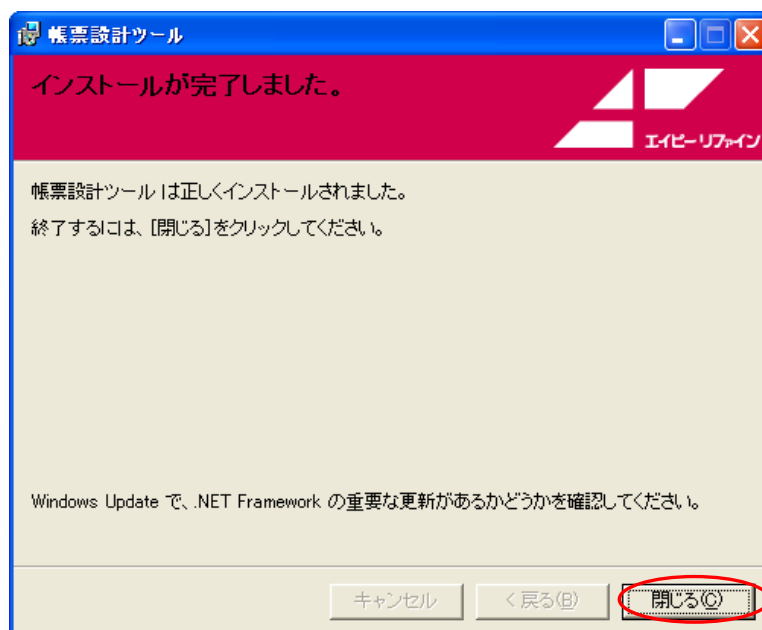 帳票設計ツール
インストールが完了しました。
エイピーリファイン
帳票設計ツール は正しくインストールされました。
終了するには、[閉じる]をクリックしてください。
Windows Update で、.NET Framework の重要な更新があるかどうかを確認してください。
キャンセル
< 戻る(B)
閉じる(C)